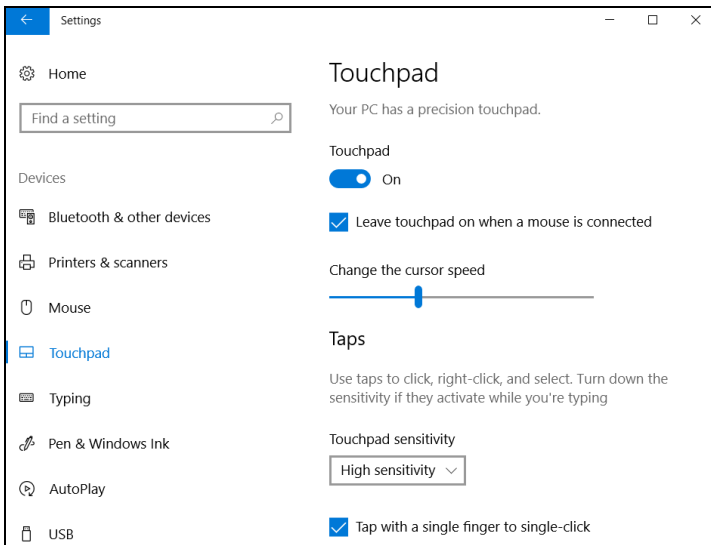 Settings
Home
Find a setting
Devices
Bluetooth & other devices
Printers & scanners
Mouse
Touchpad
Typing
Pen & Windows Ink
AutoPlay
USB
Touchpad
Your PC has a precision touchpad.
Touchpad
On
Leave touchpad on when a mouse is connected
Change the cursor speed
Taps
Use taps to click, right-click, and select. Turn down the
sensitivity if they activate while you're typing
Touchpad sensitivity
High sensitivity
Tap with a single finger to single-click